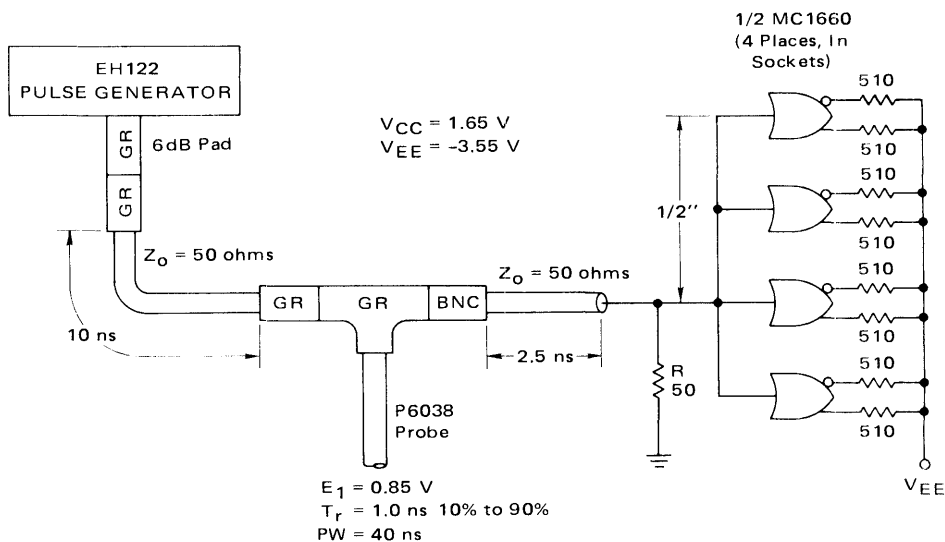 1/2 MC1660
(4 Places, In
Sockets)
EH122
PULSE GENERATOR
GR
6dB Pad
GR
VCC = 1.65 V
VEE = -3.55 V
510
510
510
510
510
510
510
510
1/2''
Zo = 50 ohms
Zo = 50 ohms
GR
GR
BNC
10 ns
2.5 ns
R
50
P6038
Probe
VEE
E1 = 0.85 V
Tr = 1.0 ns 10% to 90%
PW = 40 ns